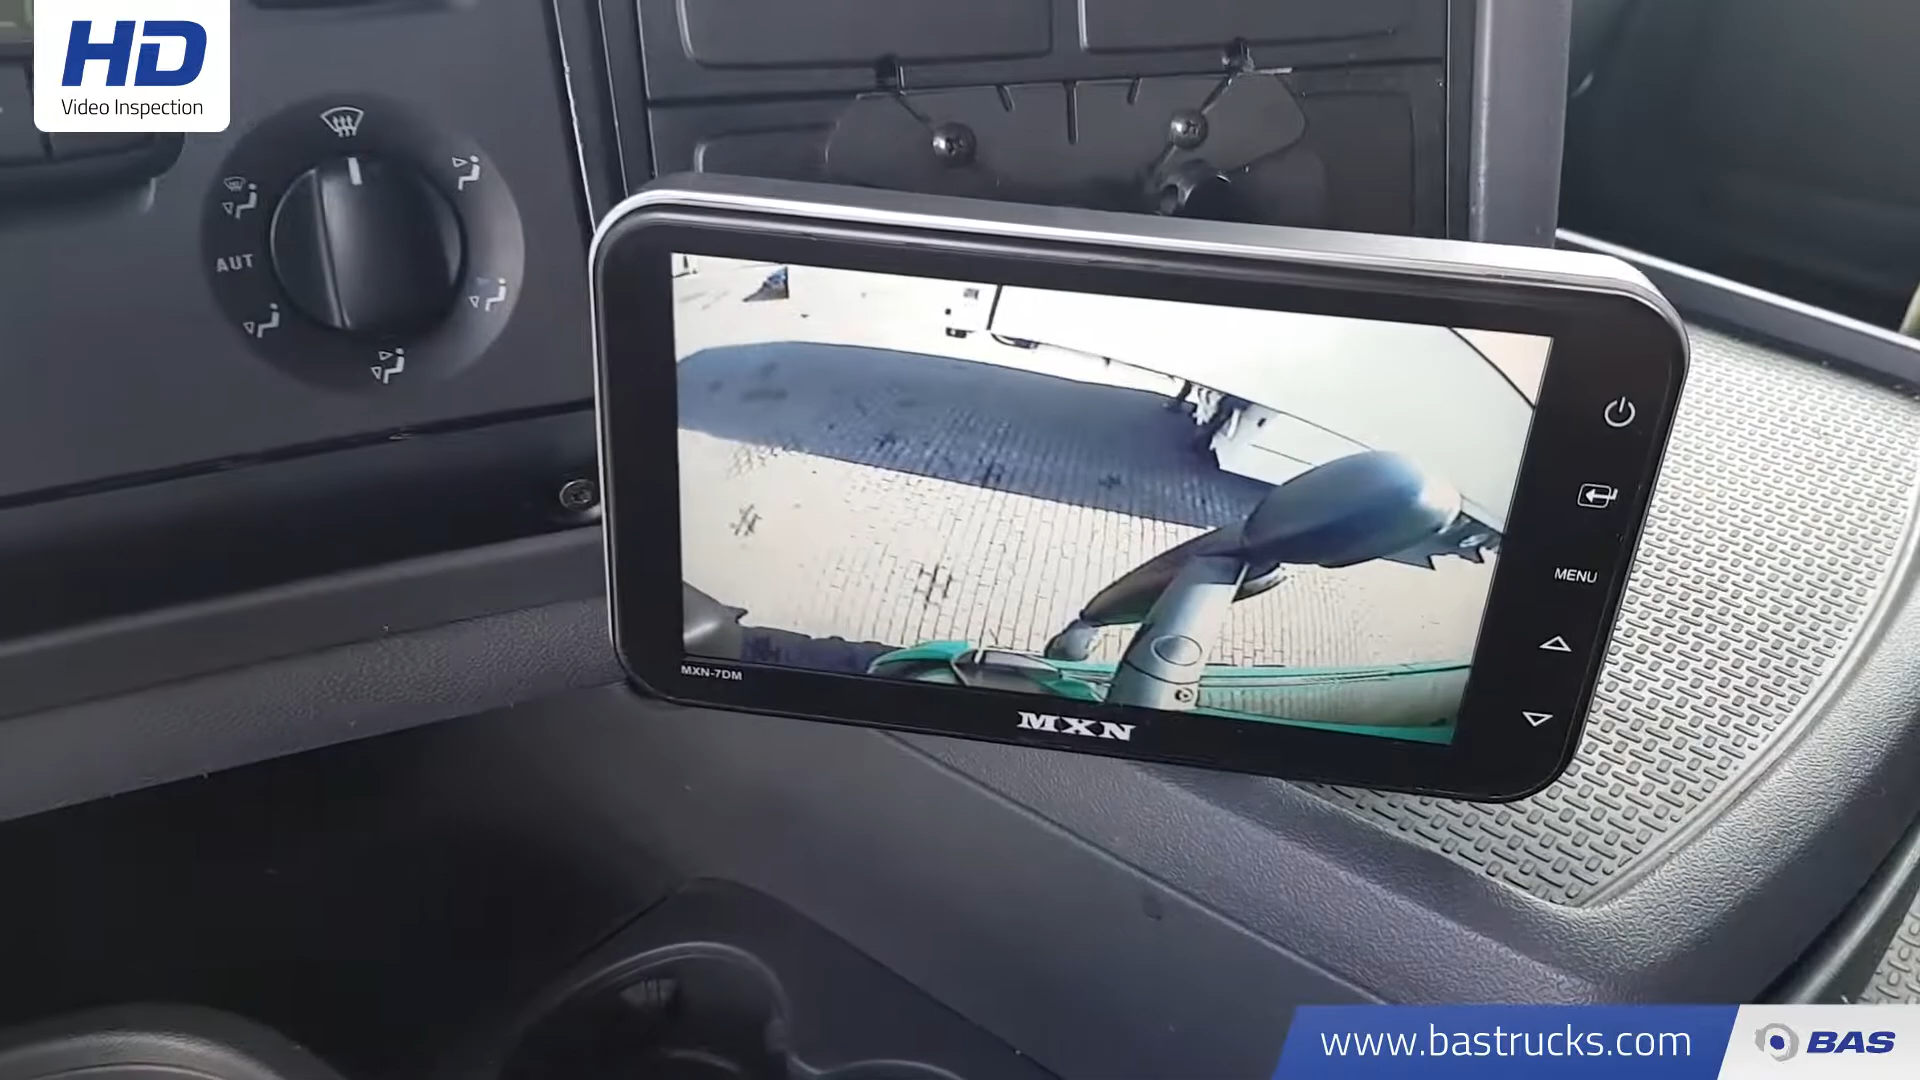 HD
Video Inspection
AUT
MENU
MXN-7DM
MXN
www.bastrucks.com
BAS